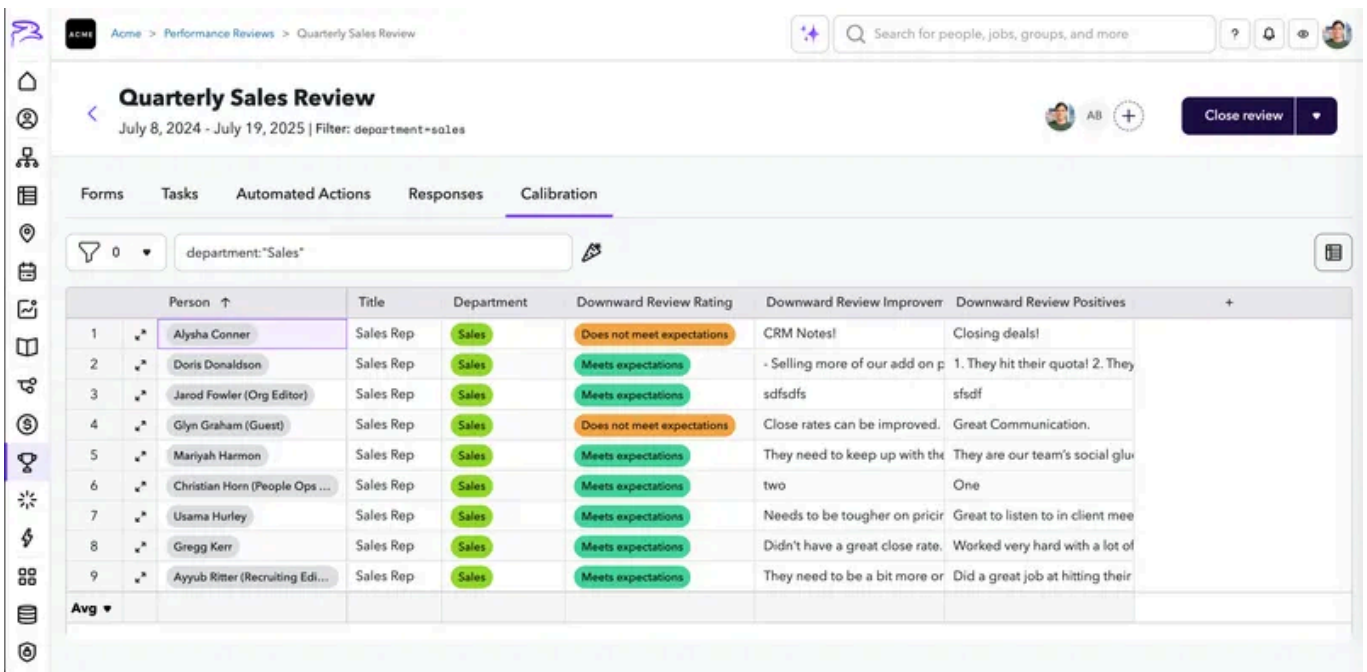 ACME
Acme > Performance Reviews > Quarterly Sales Review
Search for people, jobs, groups, and more
?
Quarterly Sales Review
July 8, 2024 - July 19, 2025 | Filter: department=sales
AB
+
Close review
Forms Tasks Automated Actions Responses Calibration
0
department:"Sales"
Person ↑ Title Department Downward Review Rating Downward Review Improvem Downward Review Positives +
1 Alysha Conner Sales Rep Sales Does not meet expectations CRM Notes! Closing deals!
2 Doris Donaldson Sales Rep Sales Meets expectations - Selling more of our add on p 1. They hit their quota! 2. They
3 Jarod Fowler (Org Editor) Sales Rep Sales Meets expectations sdfsdfs sfsdf
4 Glyn Graham (Guest) Sales Rep Sales Does not meet expectations Close rates can be improved. Great Communication.
5 Mariyah Harmon Sales Rep Sales Meets expectations They need to keep up with the They are our team's social glu
6 Christian Horn (People Ops ... Sales Rep Sales Meets expectations two One
7 Usama Hurley Sales Rep Sales Meets expectations Needs to be tougher on pricin Great to listen to in client mee
8 Gregg Kerr Sales Rep Sales Meets expectations Didn't have a great close rate. Worked very hard with a lot of
9 Ayyub Ritter (Recruiting Edi... Sales Rep Sales Meets expectations They need to be a bit more or Did a great job at hitting their
Avg